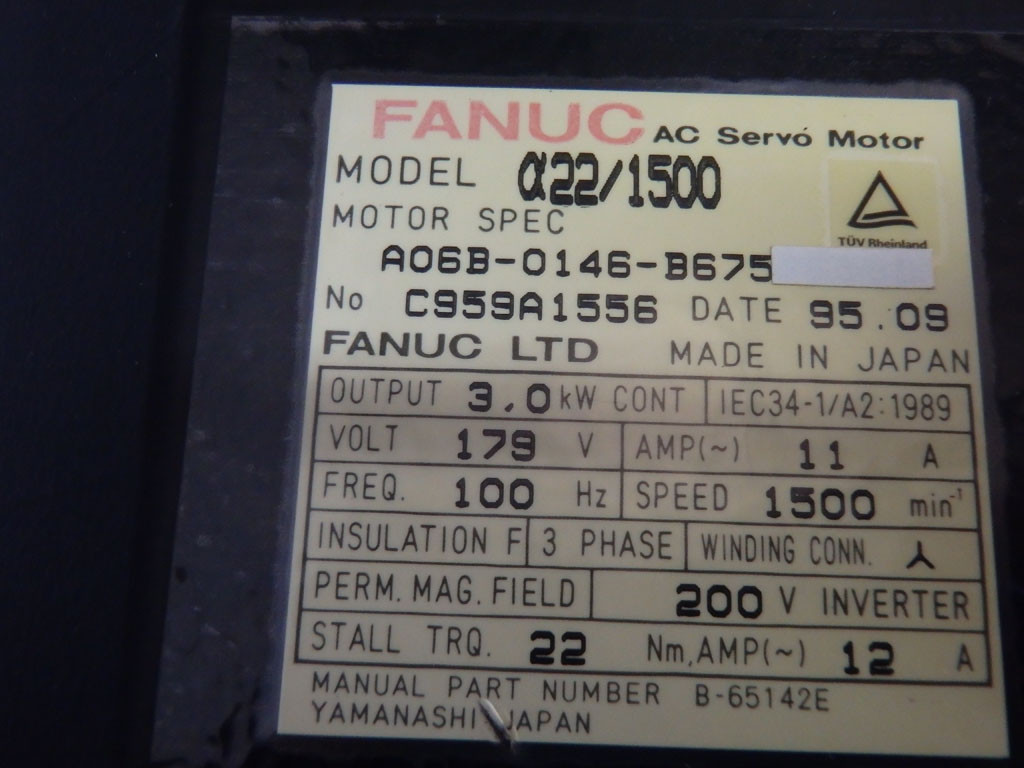 FANUC AC Servo Motor
MODEL α22/1500
TÜV Rheinland
MOTOR SPEC
A06B-0146-B675
No C959A1556 DATE 95.09
FANUC LTD MADE IN JAPAN
OUTPUT 3.0 kW CONT IEC34-1/A2:1989
VOLT 179 V AMP(~) 11 A
FREQ. 100 Hz SPEED 1500 min⁻¹
INSULATION F 3 PHASE WINDING CONN.
PERM. MAG. FIELD 200 V INVERTER
STALL TRQ. 22 Nm, AMP(~) 12 A
MANUAL PART NUMBER B-65142E
YAMANASHI JAPAN